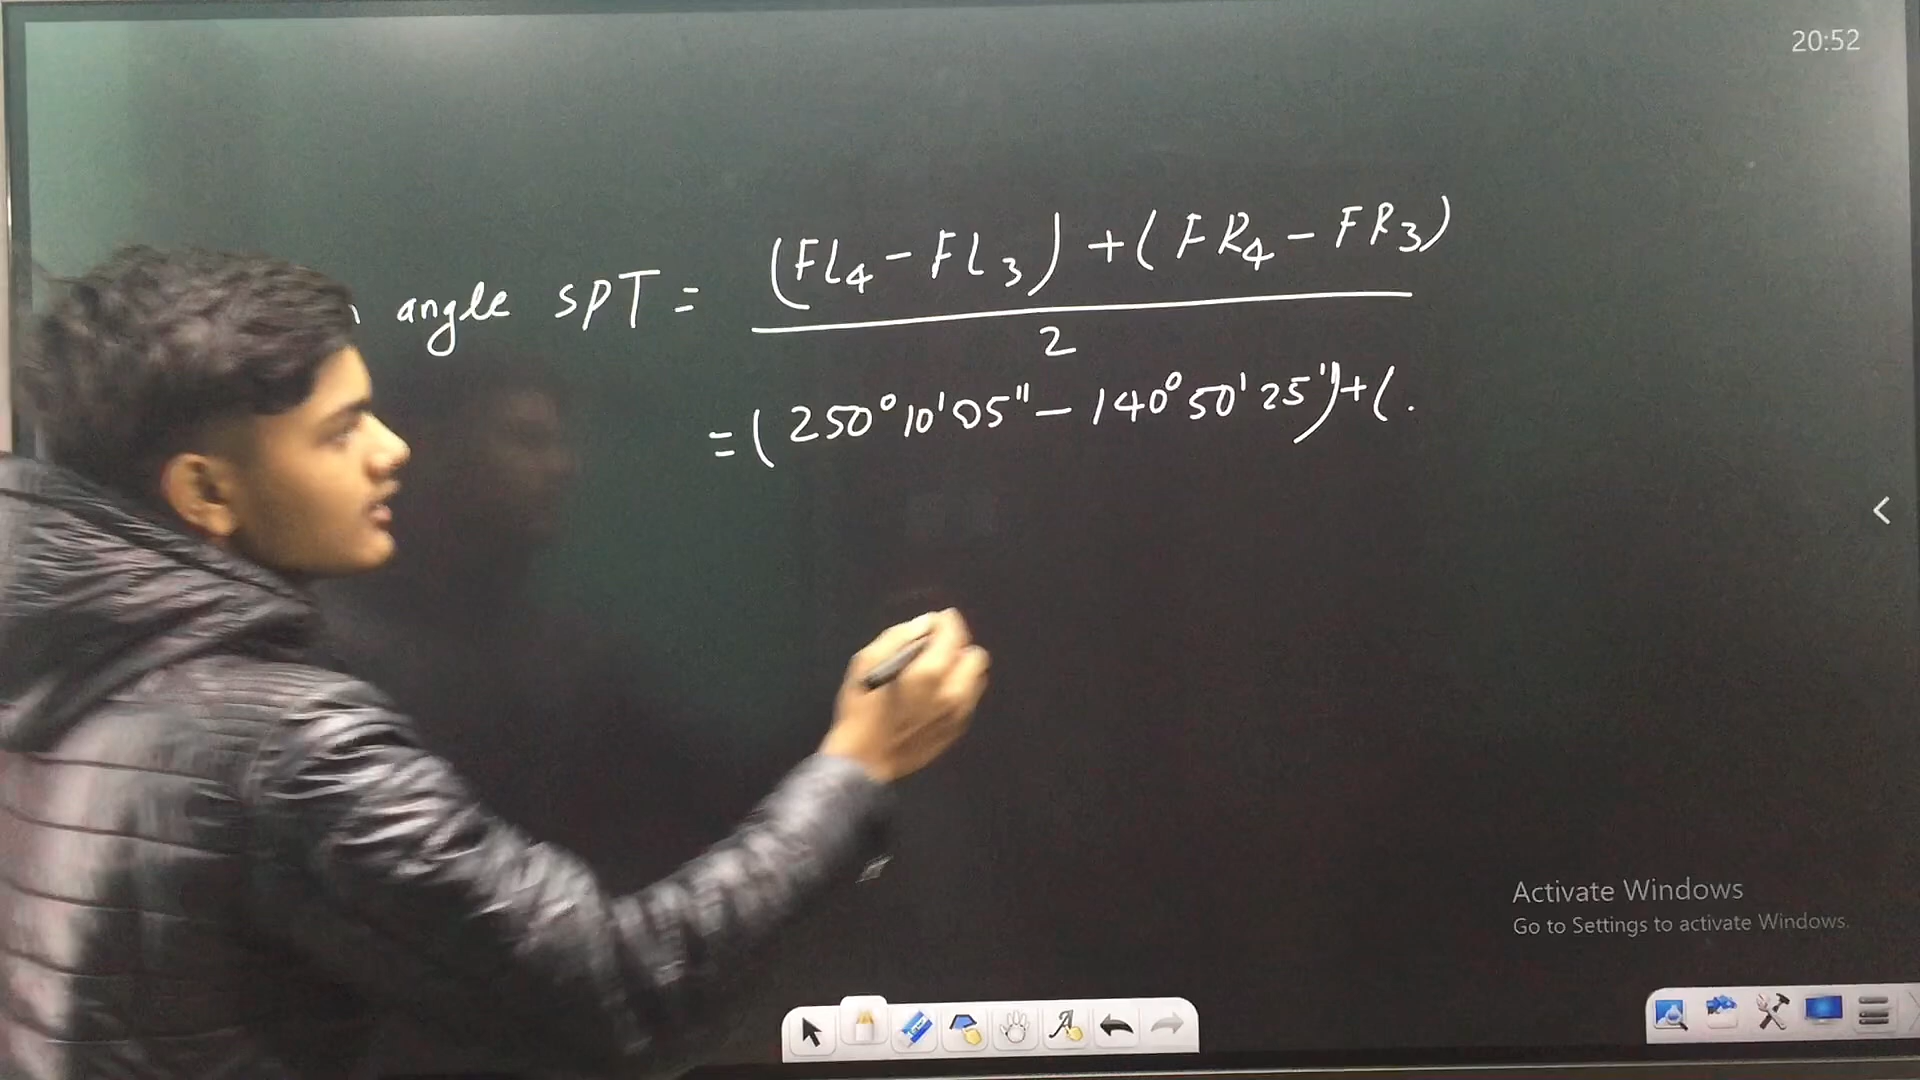 20:52
angle SPT = (FL4 - FL3) + (FR4 - FR3)
2
= (250°10'05" - 140°50'25") + (.
<
Activate Windows
Go to Settings to activate Windows.